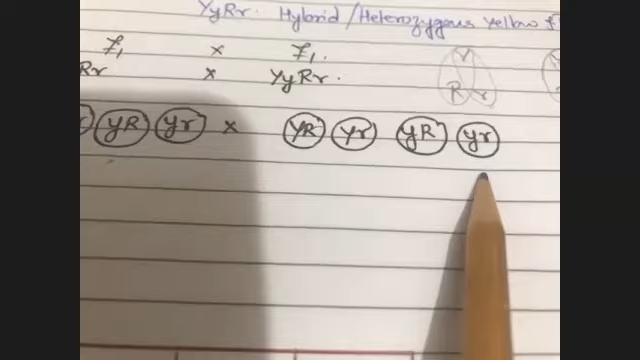 YyRr. Hybrid/Heterozygous Yellow &
F₁ x F₁.
Rr x YyRr.
yR yr x YR Yr yR yr
Y
R r